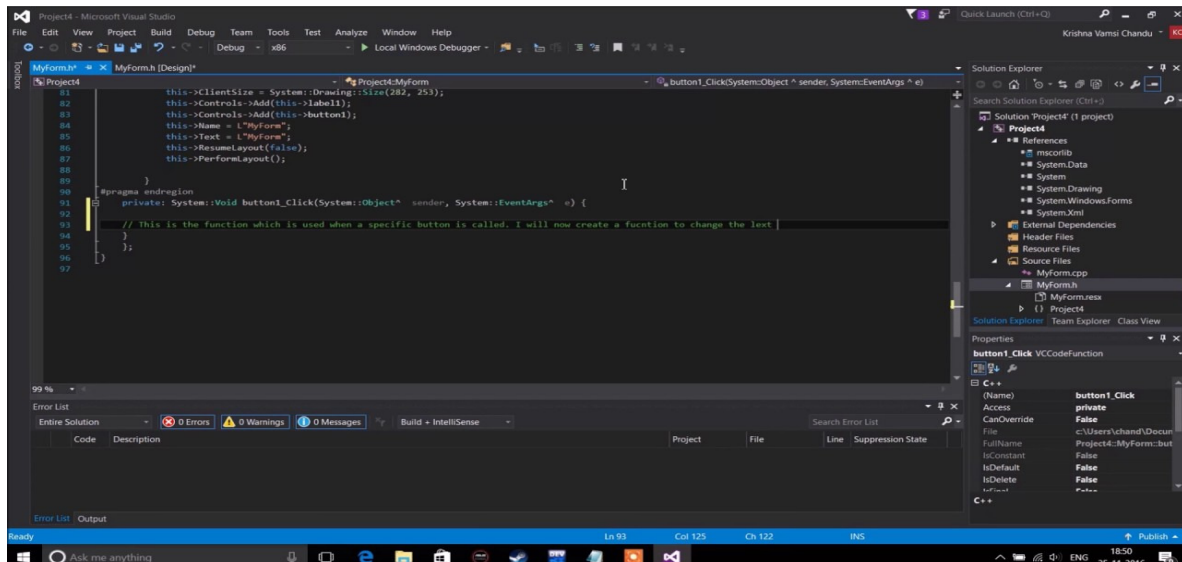 Project4 - Microsoft Visual Studio
3
Quick Launch (Ctrl+Q)
File Edit View Project Build Debug Team Tools Test Analyze Window Help
Krishna Vamsi Chandu
KC
Debug x86 Local Windows Debugger
Toolbox
MyForm.h* MyForm.h [Design]*
Project4 Project4::MyForm button1_Click(System::Object ^ sender, System::EventArgs ^ e)
81 this->ClientSize = System::Drawing::Size(282, 253);
82 this->Controls->Add(this->label1);
83 this->Controls->Add(this->button1);
84 this->Name = L"MyForm";
85 this->Text = L"MyForm";
86 this->ResumeLayout(false);
87 this->PerformLayout();
88
89 }
90 #pragma endregion
91 private: System::Void button1_Click(System::Object^ sender, System::EventArgs^ e) {
92
93 // This is the function which is used when a specific button is called. I will now create a fucntion to change the lext
94 }
95 };
96 }
97
99 %
Error List
Entire Solution 0 Errors 0 Warnings 0 Messages Build + IntelliSense Search Error List
Code Description Project File Line Suppression State
Error List Output
Solution Explorer
Search Solution Explorer (Ctrl+;)
Solution 'Project4' (1 project)
Project4
References
mscorlib
System.Data
System
System.Drawing
System.Windows.Forms
System.Xml
External Dependencies
Header Files
Resource Files
Source Files
MyForm.cpp
MyForm.h
MyForm.resx
{ } Project4
Solution Explorer Team Explorer Class View
Properties
button1_Click VCCodeFunction
C++
(Name) button1_Click
Access private
CanOverride False
File c:\Users\chand\Docun
FullName Project4::MyForm::but
IsConstant False
IsDefault False
IsDelete False
C++
Ready Ln 93 Col 125 Ch 122 INS Publish
Ask me anything
ENG
18:50